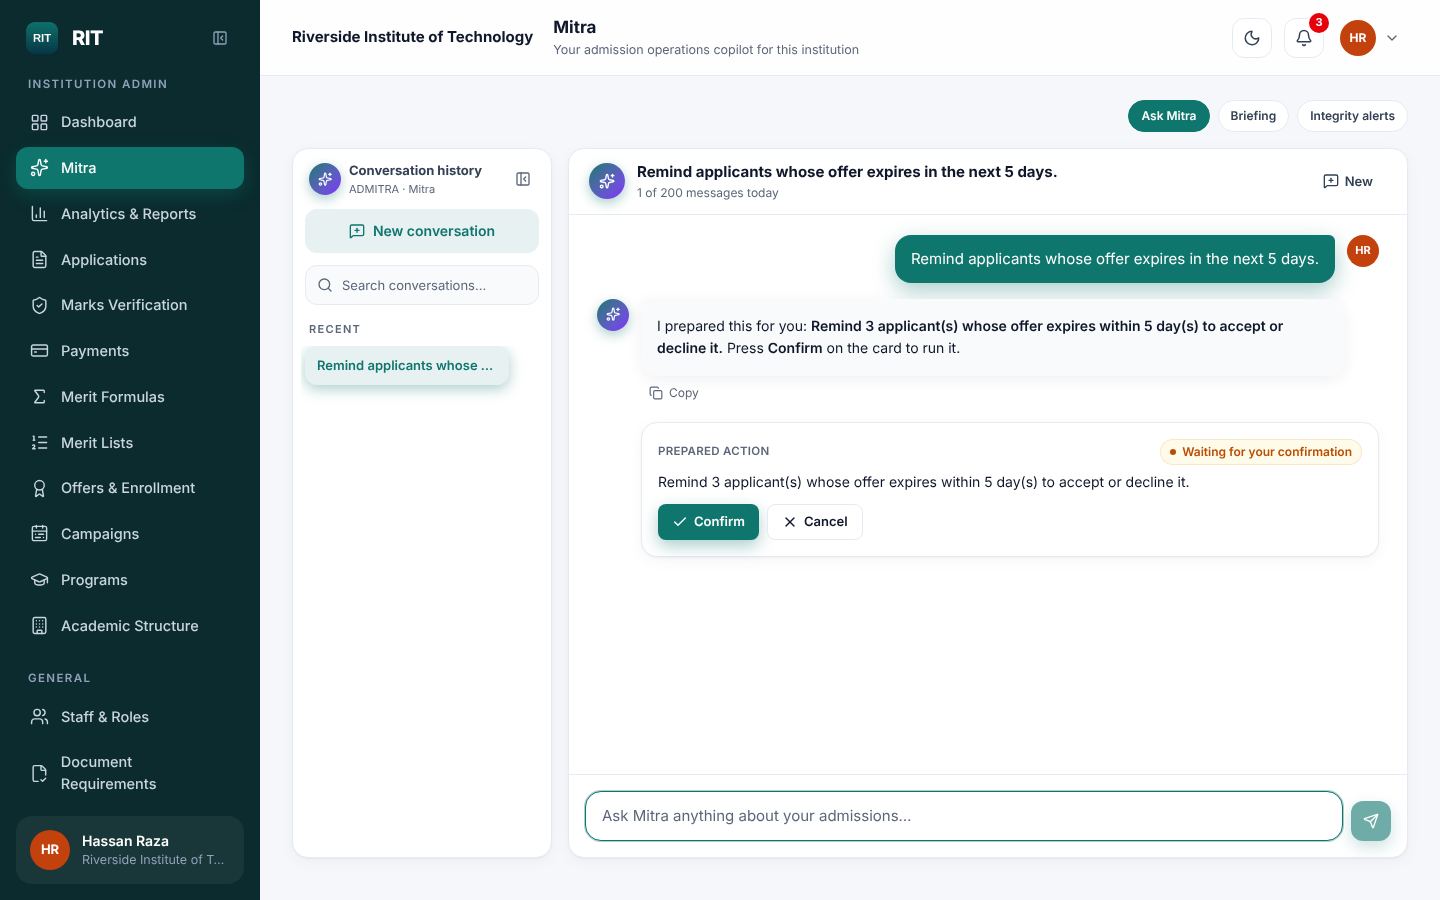 RIT
RIT
INSTITUTION ADMIN
Dashboard
Mitra
Analytics & Reports
Applications
Marks Verification
Payments
Merit Formulas
Merit Lists
Offers & Enrollment
Campaigns
Programs
Academic Structure
GENERAL
Staff & Roles
Document
Requirements
HR
Hassan Raza
Riverside Institute of T...
Riverside Institute of Technology
Mitra
Your admission operations copilot for this institution
3
HR
Ask Mitra
Briefing
Integrity alerts
Conversation history
ADMITRA · Mitra
New conversation
Search conversations...
RECENT
Remind applicants whose ...
Remind applicants whose offer expires in the next 5 days.
1 of 200 messages today
New
Remind applicants whose offer expires in the next 5 days.
HR
I prepared this for you: Remind 3 applicant(s) whose offer expires within 5 day(s) to accept or
decline it. Press Confirm on the card to run it.
Copy
PREPARED ACTION
Waiting for your confirmation
Remind 3 applicant(s) whose offer expires within 5 day(s) to accept or decline it.
Confirm
Cancel
Ask Mitra anything about your admissions...